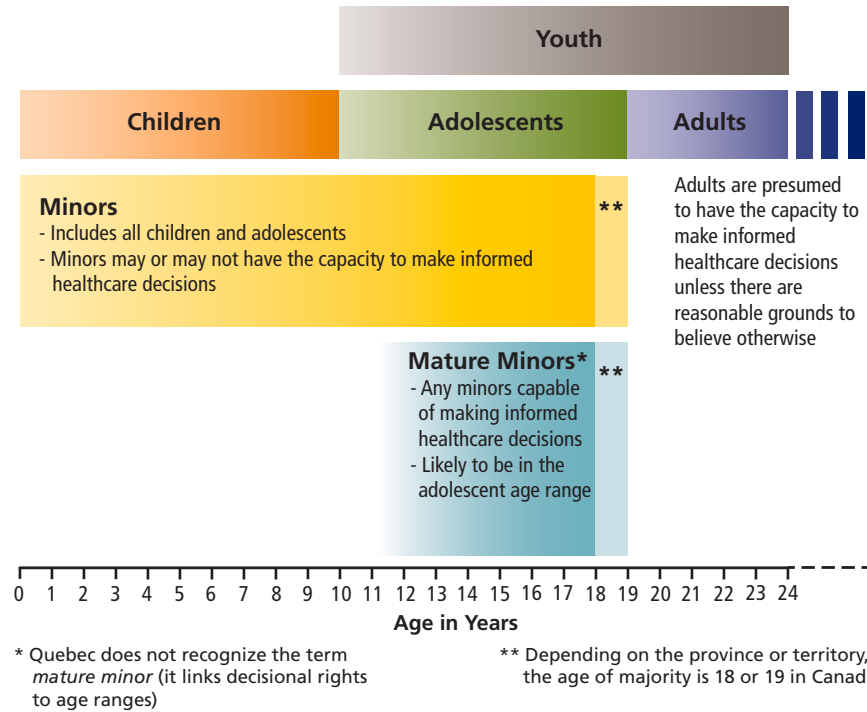 Youth
Children
Adolescents
Adults
Minors
- Includes all children and adolescents
- Minors may or may not have the capacity to make informed
healthcare decisions
**
Adults are presumed
to have the capacity to
make informed
healthcare decisions
unless there are
reasonable grounds to
believe otherwise
Mature Minors*
- Any minors capable
of making informed
healthcare decisions
- Likely to be in the
adolescent age range
**
0 1 2 3 4 5 6 7 8 9 10 11 12 13 14 15 16 17 18 19 20 21 22 23 24
Age in Years
* Quebec does not recognize the term
mature minor (it links decisional rights
to age ranges)
** Depending on the province or territory,
the age of majority is 18 or 19 in Canad